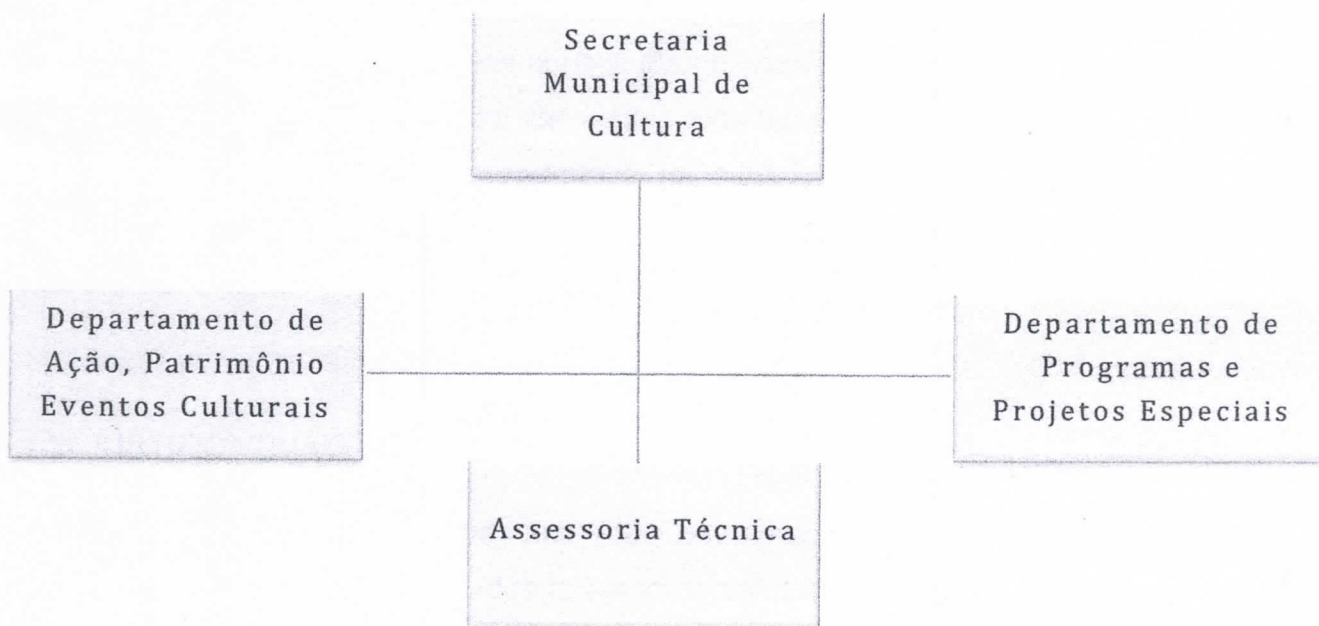 Secretaria
Municipal de
Cultura
Departamento de
Ação, Patrimônio
Eventos Culturais
Departamento de
Programas e
Projetos Especiais
Assessoria Técnica